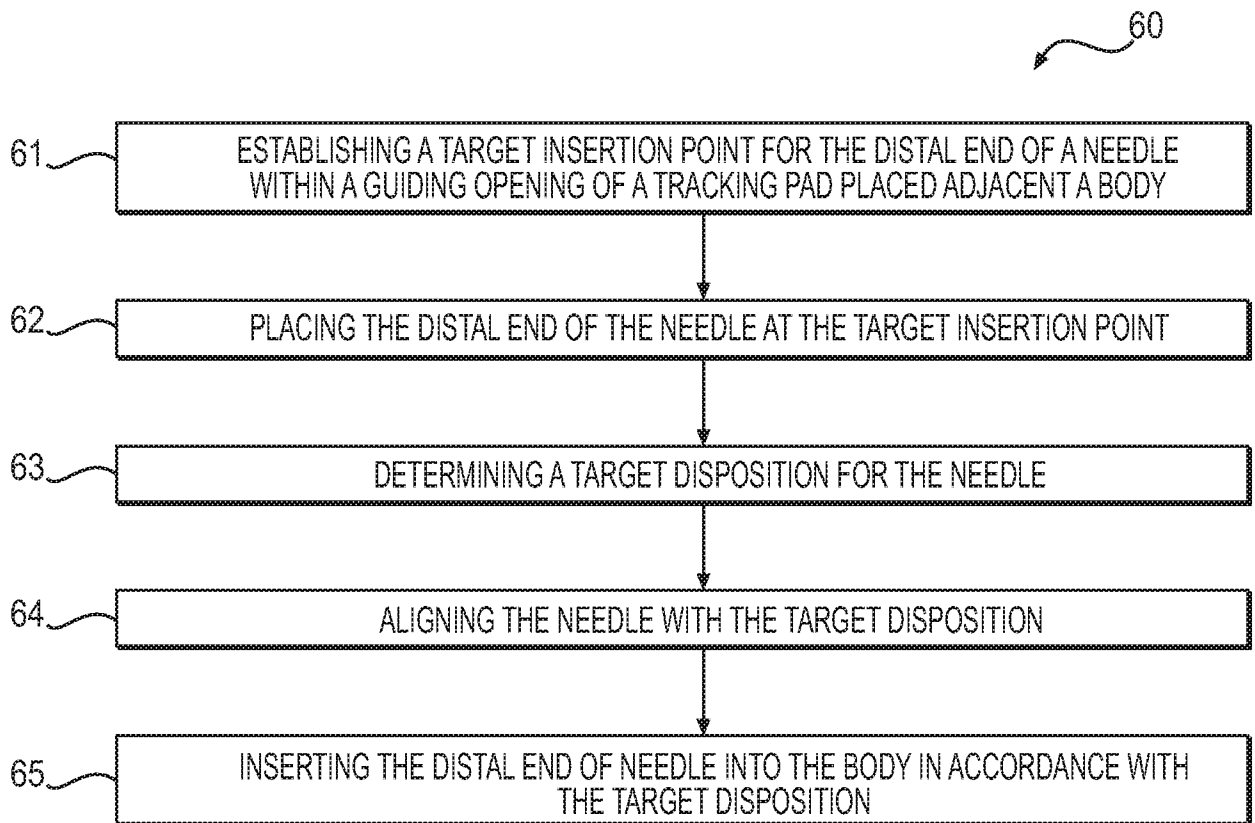 60
61
ESTABLISHING A TARGET INSERTION POINT FOR THE DISTAL END OF A NEEDLE
WITHIN A GUIDING OPENING OF A TRACKING PAD PLACED ADJACENT A BODY
62
PLACING THE DISTAL END OF THE NEEDLE AT THE TARGET INSERTION POINT
63
DETERMINING A TARGET DISPOSITION FOR THE NEEDLE
64
ALIGNING THE NEEDLE WITH THE TARGET DISPOSITION
65
INSERTING THE DISTAL END OF NEEDLE INTO THE BODY IN ACCORDANCE WITH
THE TARGET DISPOSITION